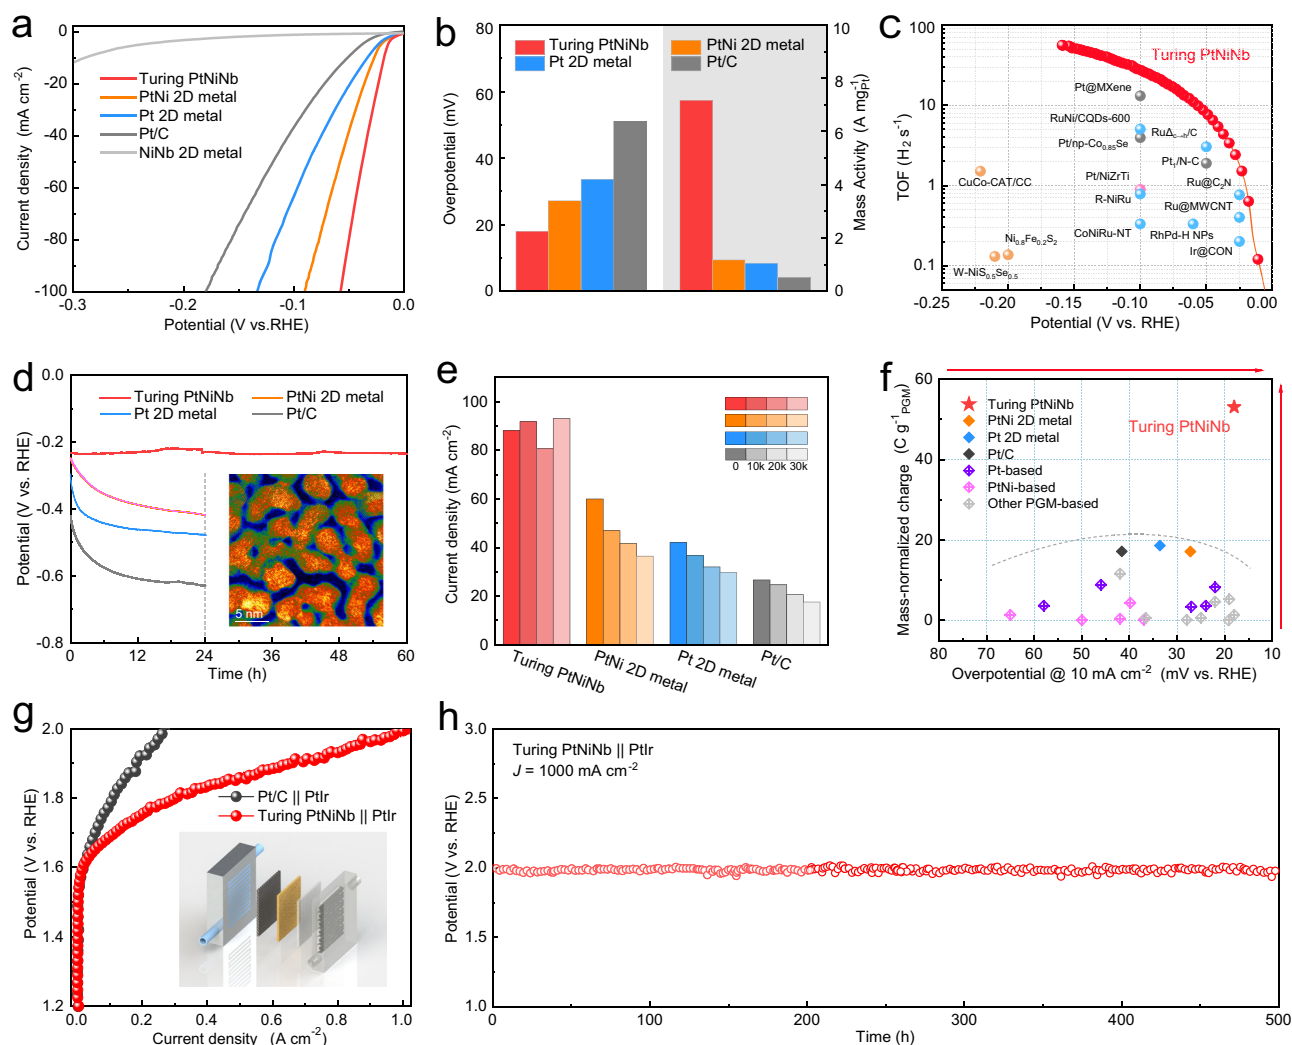 a
0
-20
-40
-60
-80
-100
-0.3
-0.2
-0.1
0.0
Current density (mA cm-2)
Potential (V vs.RHE)
Turing PtNiNb
PtNi 2D metal
Pt 2D metal
Pt/C
NiNb 2D metal
b
80
60
40
20
0
Overpotential (mV)
10
8
6
4
2
0
Mass Activity (A mg-1Pt)
Turing PtNiNb
PtNi 2D metal
Pt 2D metal
Pt/C
c
100
10
1
0.1
TOF (H2 s-1)
-0.25
-0.20
-0.15
-0.10
-0.05
0.00
Potential (V vs. RHE)
Turing PtNiNb
Pt@MXene
RuNi/CQDs-600
RuΔc→h/C
Pt/np-Co0.85Se
Pt1/N-C
CuCo-CAT/CC
Pt/NiZrTi
Ru@C2N
R-NiRu
Ru@MWCNT
CoNiRu-NT
RhPd-H NPs
Ni0.8Fe0.2S2
Ir@CON
W-NiS0.5Se0.5
d
0.0
-0.2
-0.4
-0.6
-0.8
Potential (V vs. RHE)
0
12
24
36
48
60
Time (h)
Turing PtNiNb
PtNi 2D metal
Pt 2D metal
Pt/C
5 nm
e
100
80
60
40
20
0
Current density (mA cm-2)
0 10k 20k 30k
Turing PtNiNb
PtNi 2D metal
Pt 2D metal
Pt/C
f
60
40
20
0
Mass-normalized charge (C g-1PGM)
80
70
60
50
40
30
20
10
Overpotential @ 10 mA cm-2 (mV vs. RHE)
Turing PtNiNb
PtNi 2D metal
Pt 2D metal
Pt/C
Pt-based
PtNi-based
Other PGM-based
Turing PtNiNb
g
2.0
1.8
1.6
1.4
1.2
Potential (V vs. RHE)
0.0
0.2
0.4
0.6
0.8
1.0
Current density (A cm-2)
Pt/C || PtIr
Turing PtNiNb || PtIr
h
3.0
2.5
2.0
1.5
1.0
Potential (V vs. RHE)
0
100
200
300
400
500
Time (h)
Turing PtNiNb || PtIr
J = 1000 mA cm-2